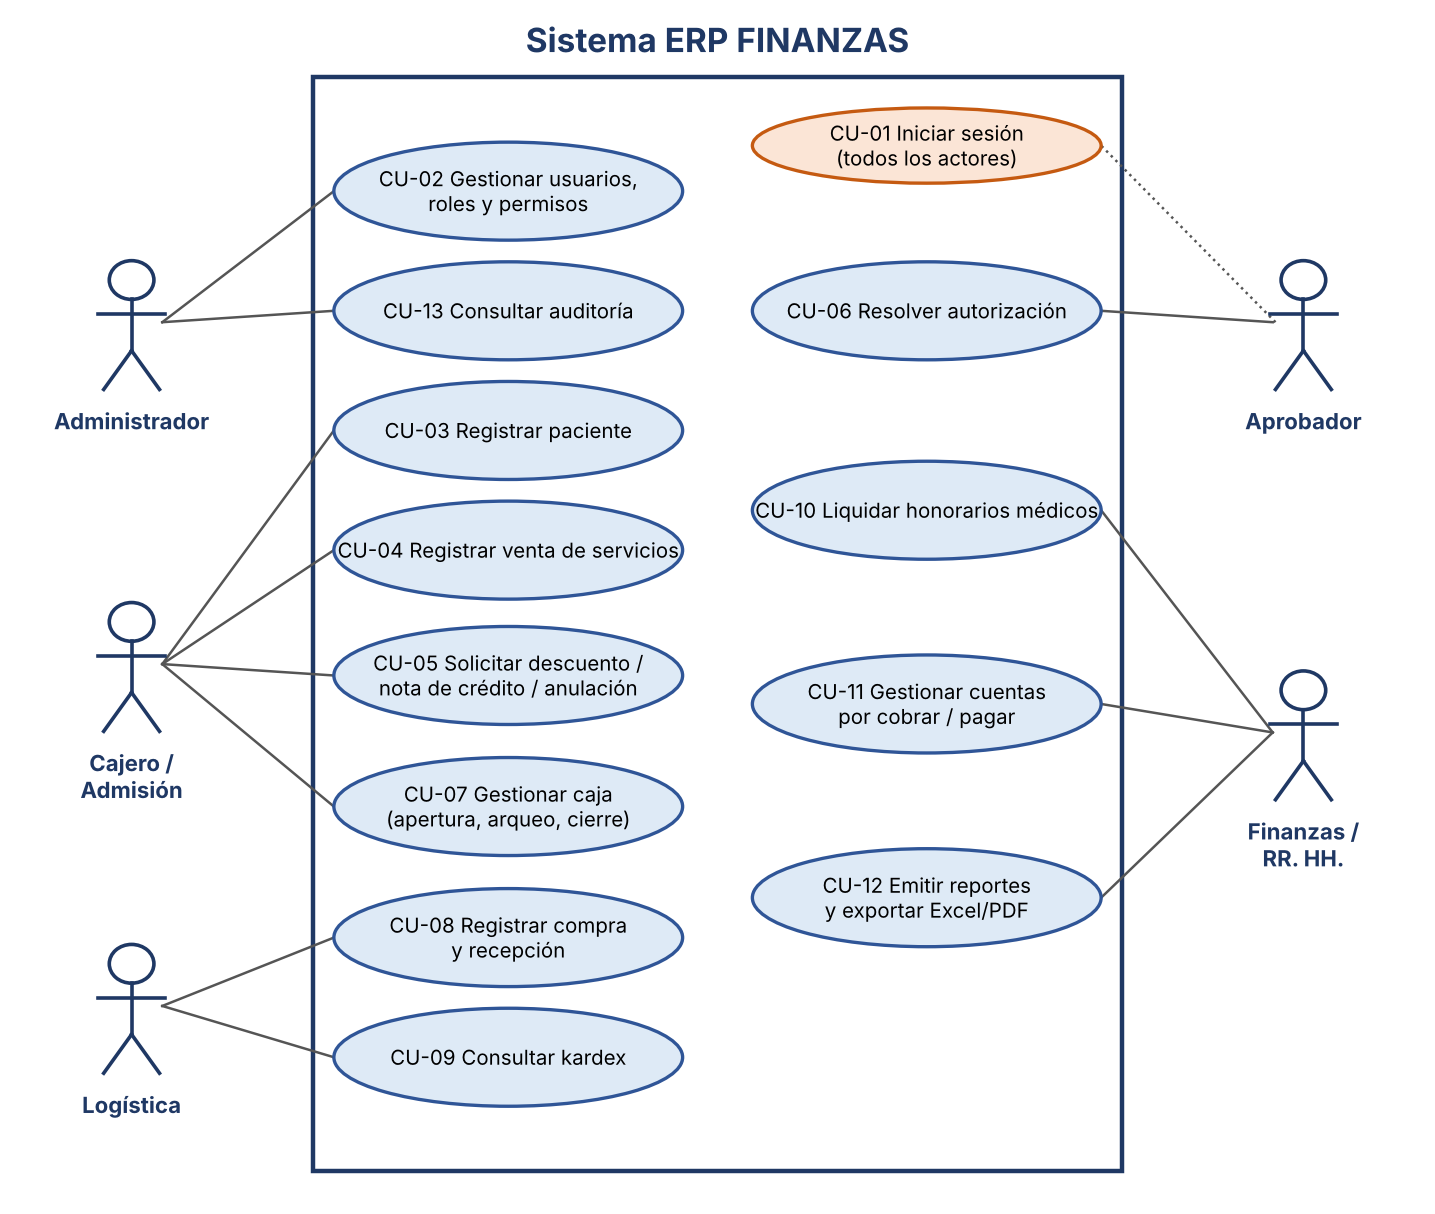 Sistema ERP FINANZAS
CU-01 Iniciar sesión
(todos los actores)
CU-02 Gestionar usuarios,
roles y permisos
CU-13 Consultar auditoría
CU-06 Resolver autorización
Administrador
Aprobador
CU-03 Registrar paciente
CU-10 Liquidar honorarios médicos
CU-04 Registrar venta de servicios
CU-05 Solicitar descuento /
nota de crédito / anulación
CU-11 Gestionar cuentas
por cobrar / pagar
Cajero /
Admisión
CU-07 Gestionar caja
(apertura, arqueo, cierre)
Finanzas /
RR. HH.
CU-12 Emitir reportes
y exportar Excel/PDF
CU-08 Registrar compra
y recepción
CU-09 Consultar kardex
Logística